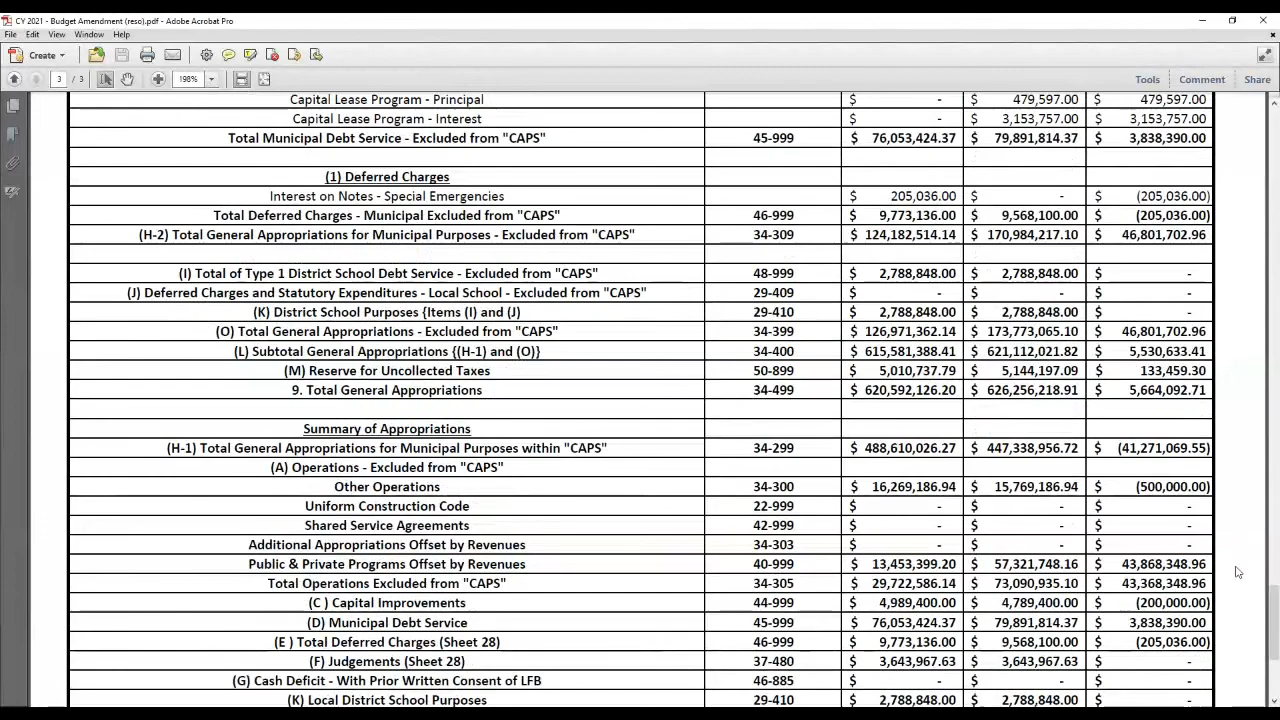 CY 2021 - Budget Amendment (reso).pdf - Adobe Acrobat Pro
File Edit View Window Help
Create
3 / 3 198% Tools Comment Share
Capital Lease Program - Principal $ - $ 479,597.00 $ 479,597.00
Capital Lease Program - Interest $ - $ 3,153,757.00 $ 3,153,757.00
Total Municipal Debt Service - Excluded from "CAPS" 45-999 $ 76,053,424.37 $ 79,891,814.37 $ 3,838,390.00
(1) Deferred Charges
Interest on Notes - Special Emergencies $ 205,036.00 $ - $ (205,036.00)
Total Deferred Charges - Municipal Excluded from "CAPS" 46-999 $ 9,773,136.00 $ 9,568,100.00 $ (205,036.00)
(H-2) Total General Appropriations for Municipal Purposes - Excluded from "CAPS" 34-309 $ 124,182,514.14 $ 170,984,217.10 $ 46,801,702.96
(I) Total of Type 1 District School Debt Service - Excluded from "CAPS" 48-999 $ 2,788,848.00 $ 2,788,848.00 $ -
(J) Deferred Charges and Statutory Expenditures - Local School - Excluded from "CAPS" 29-409 $ - $ - $ -
(K) District School Purposes {Items (I) and (J) 29-410 $ 2,788,848.00 $ 2,788,848.00 $ -
(O) Total General Appropriations - Excluded from "CAPS" 34-399 $ 126,971,362.14 $ 173,773,065.10 $ 46,801,702.96
(L) Subtotal General Appropriations {(H-1) and (O)} 34-400 $ 615,581,388.41 $ 621,112,021.82 $ 5,530,633.41
(M) Reserve for Uncollected Taxes 50-899 $ 5,010,737.79 $ 5,144,197.09 $ 133,459.30
9. Total General Appropriations 34-499 $ 620,592,126.20 $ 626,256,218.91 $ 5,664,092.71
Summary of Appropriations
(H-1) Total General Appropriations for Municipal Purposes within "CAPS" 34-299 $ 488,610,026.27 $ 447,338,956.72 $ (41,271,069.55)
(A) Operations - Excluded from "CAPS"
Other Operations 34-300 $ 16,269,186.94 $ 15,769,186.94 $ (500,000.00)
Uniform Construction Code 22-999 $ - $ - $ -
Shared Service Agreements 42-999 $ - $ - $ -
Additional Appropriations Offset by Revenues 34-303 $ - $ - $ -
Public & Private Programs Offset by Revenues 40-999 $ 13,453,399.20 $ 57,321,748.16 $ 43,868,348.96
Total Operations Excluded from "CAPS" 34-305 $ 29,722,586.14 $ 73,090,935.10 $ 43,368,348.96
(C ) Capital Improvements 44-999 $ 4,989,400.00 $ 4,789,400.00 $ (200,000.00)
(D) Municipal Debt Service 45-999 $ 76,053,424.37 $ 79,891,814.37 $ 3,838,390.00
(E ) Total Deferred Charges (Sheet 28) 46-999 $ 9,773,136.00 $ 9,568,100.00 $ (205,036.00)
(F) Judgements (Sheet 28) 37-480 $ 3,643,967.63 $ 3,643,967.63 $ -
(G) Cash Deficit - With Prior Written Consent of LFB 46-885 $ - $ - $ -
(K) Local District School Purposes 29-410 $ 2,788,848.00 $ 2,788,848.00 $ -